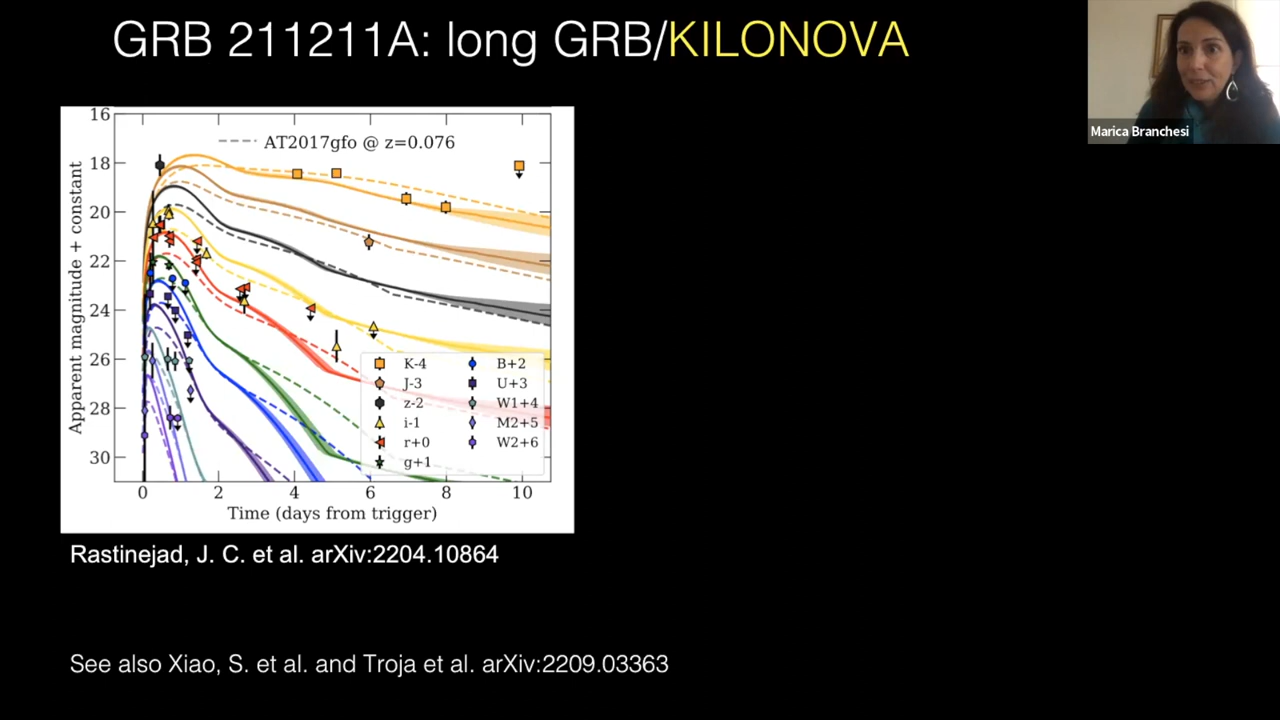 GRB 211211A: long GRB/KILONOVA
Marica Branchesi
AT2017gfo @ z=0.076
16
18
20
22
24
26
28
30
Apparent magnitude + constant
K-4
J-3
z-2
i-1
r+0
g+1
B+2
U+3
W1+4
M2+5
W2+6
0 2 4 6 8 10
Time (days from trigger)
Rastinejad, J. C. et al. arXiv:2204.10864
See also Xiao, S. et al. and Troja et al. arXiv:2209.03363